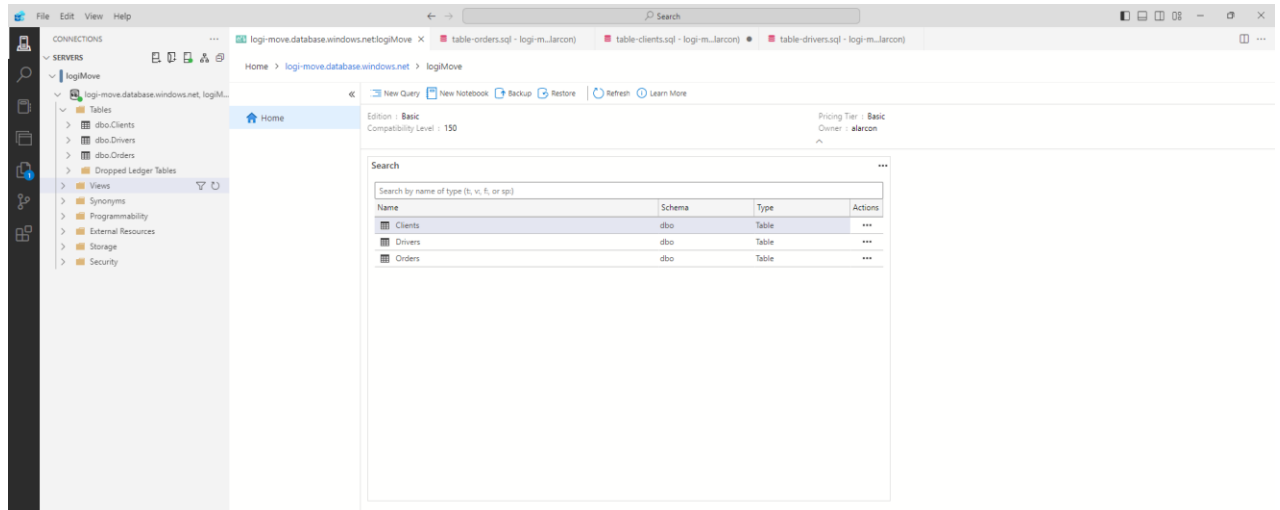 File Edit View Help
Search
CONNECTIONS
SERVERS
logiMove
logi-move.database.windows.net, logiM...
Tables
dbo.Clients
dbo.Drivers
dbo.Orders
Dropped Ledger Tables
Views
Synonyms
Programmability
External Resources
Storage
Security
1
logi-move.database.windows.net:logiMove
table-orders.sql - logi-m...larcon)
table-clients.sql - logi-m...larcon)
table-drivers.sql - logi-m...larcon)
Home > logi-move.database.windows.net > logiMove
New Query New Notebook Backup Restore Refresh Learn More
Home
Edition : Basic
Pricing Tier : Basic
Compatibility Level : 150
Owner : alarcon
Search
Search by name of type (t:, v:, f:, or sp:)
Name Schema Type Actions
Clients dbo Table
Drivers dbo Table
Orders dbo Table